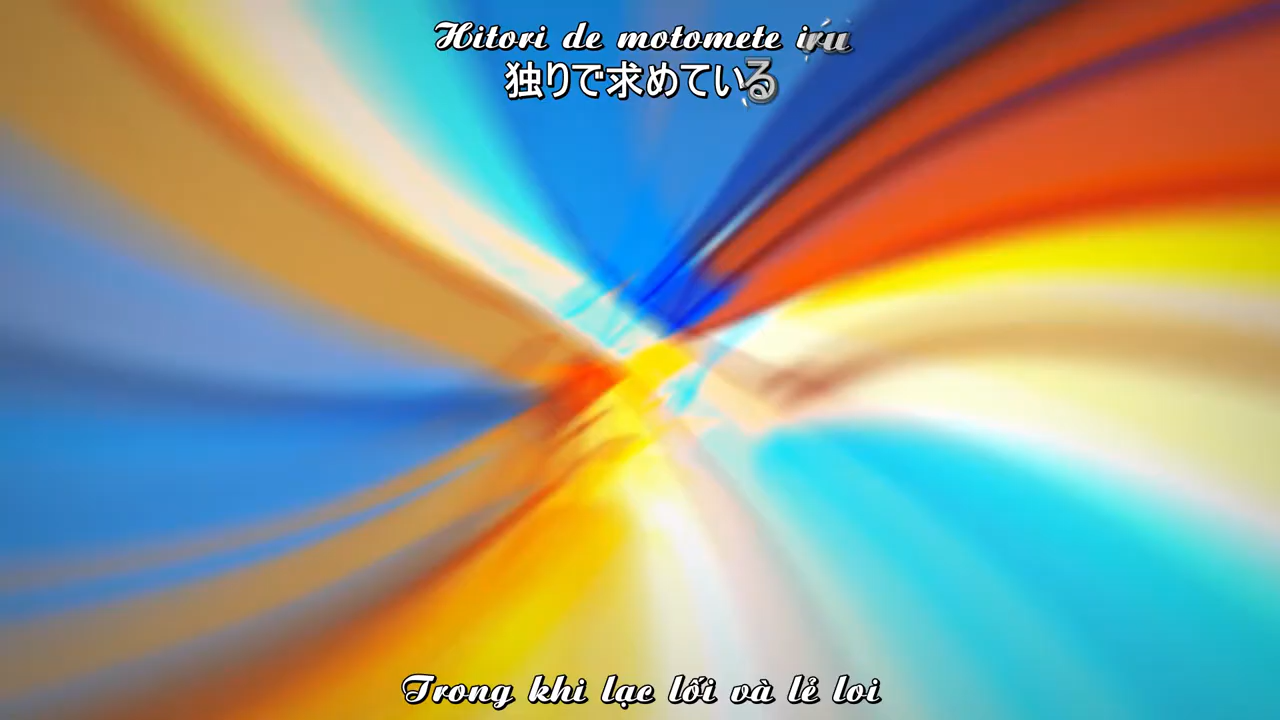 Hitori de motomete iru
独りで求めている
Trong khi lạc lối và lẻ loi